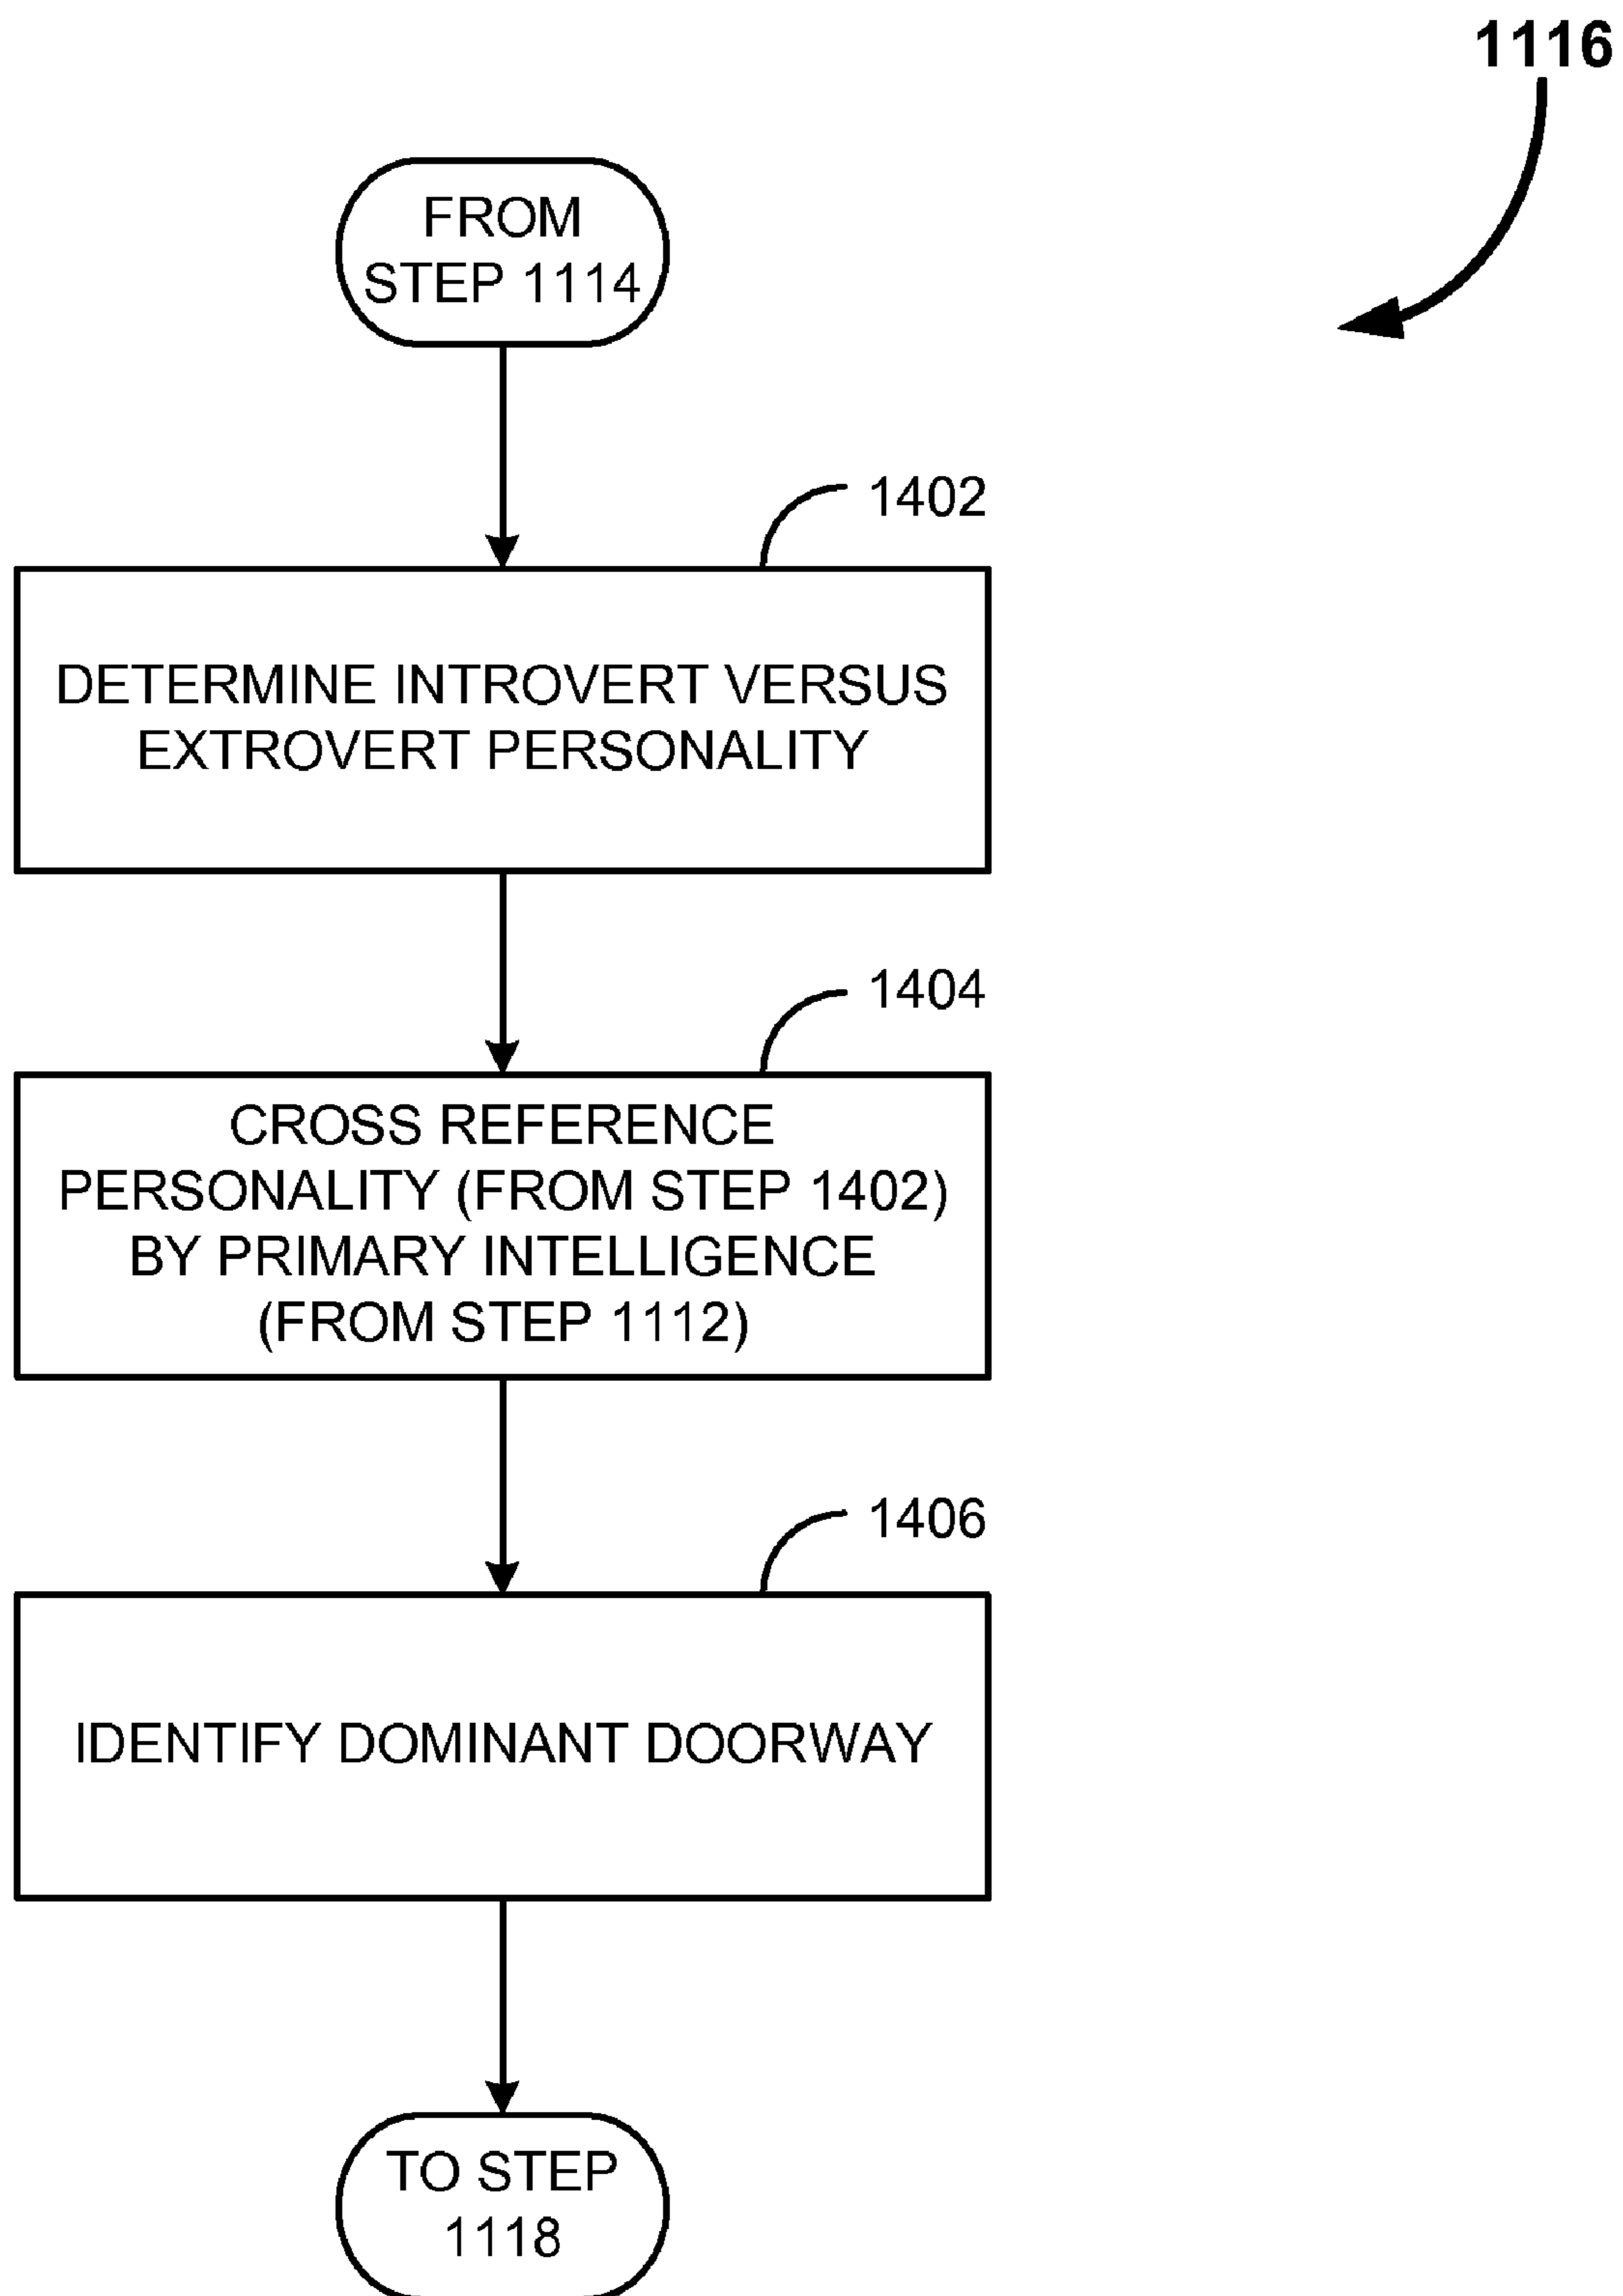 1116
FROM
STEP 1114
1402
DETERMINE INTROVERT VERSUS
EXTROVERT PERSONALITY
1404
CROSS REFERENCE
PERSONALITY (FROM STEP 1402)
BY PRIMARY INTELLIGENCE
(FROM STEP 1112)
1406
IDENTIFY DOMINANT DOORWAY
TO STEP
1118